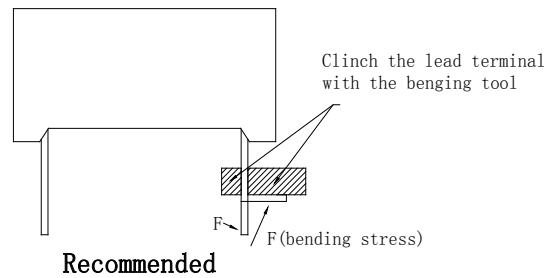 Clinch the lead terminal
with the benging tool
F
F(bending stress)
Recommended